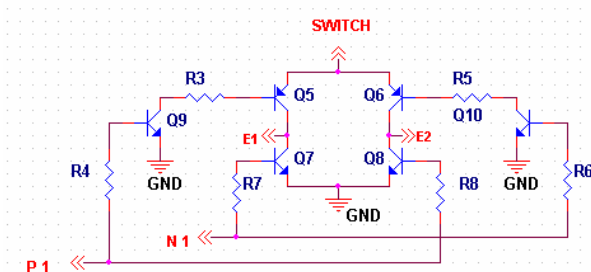 SWITCH
R3
R5
Q5
Q6
Q9
Q10
E1
E2
Q7
Q8
R4
GND
R7
R8
GND
R6
GND
N 1
P 1